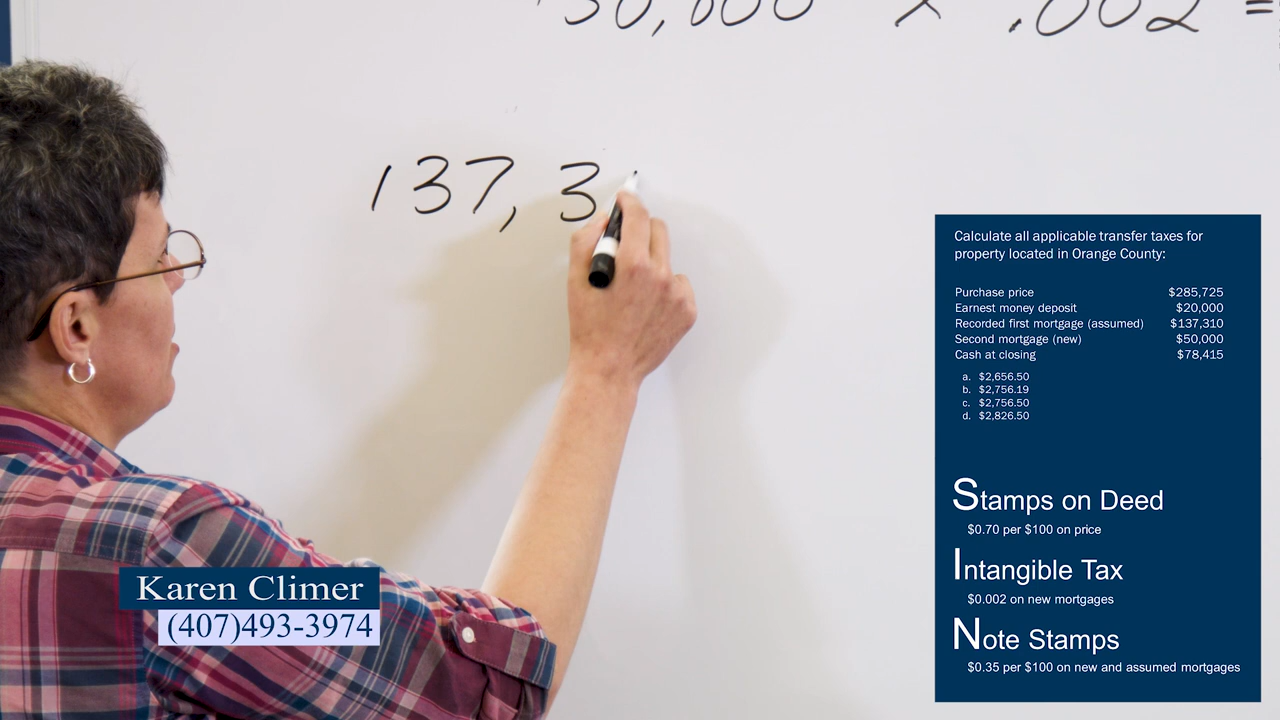 50,000 x .002 =
137,3
Calculate all applicable transfer taxes for
property located in Orange County:
Purchase price $285,725
Earnest money deposit $20,000
Recorded first mortgage (assumed) $137,310
Second mortgage (new) $50,000
Cash at closing $78,415
a. $2,656.50
b. $2,756.19
c. $2,756.50
d. $2,826.50
Stamps on Deed
$0.70 per $100 on price
Intangible Tax
$0.002 on new mortgages
Note Stamps
$0.35 per $100 on new and assumed mortgages
Karen Climer
(407)493-3974